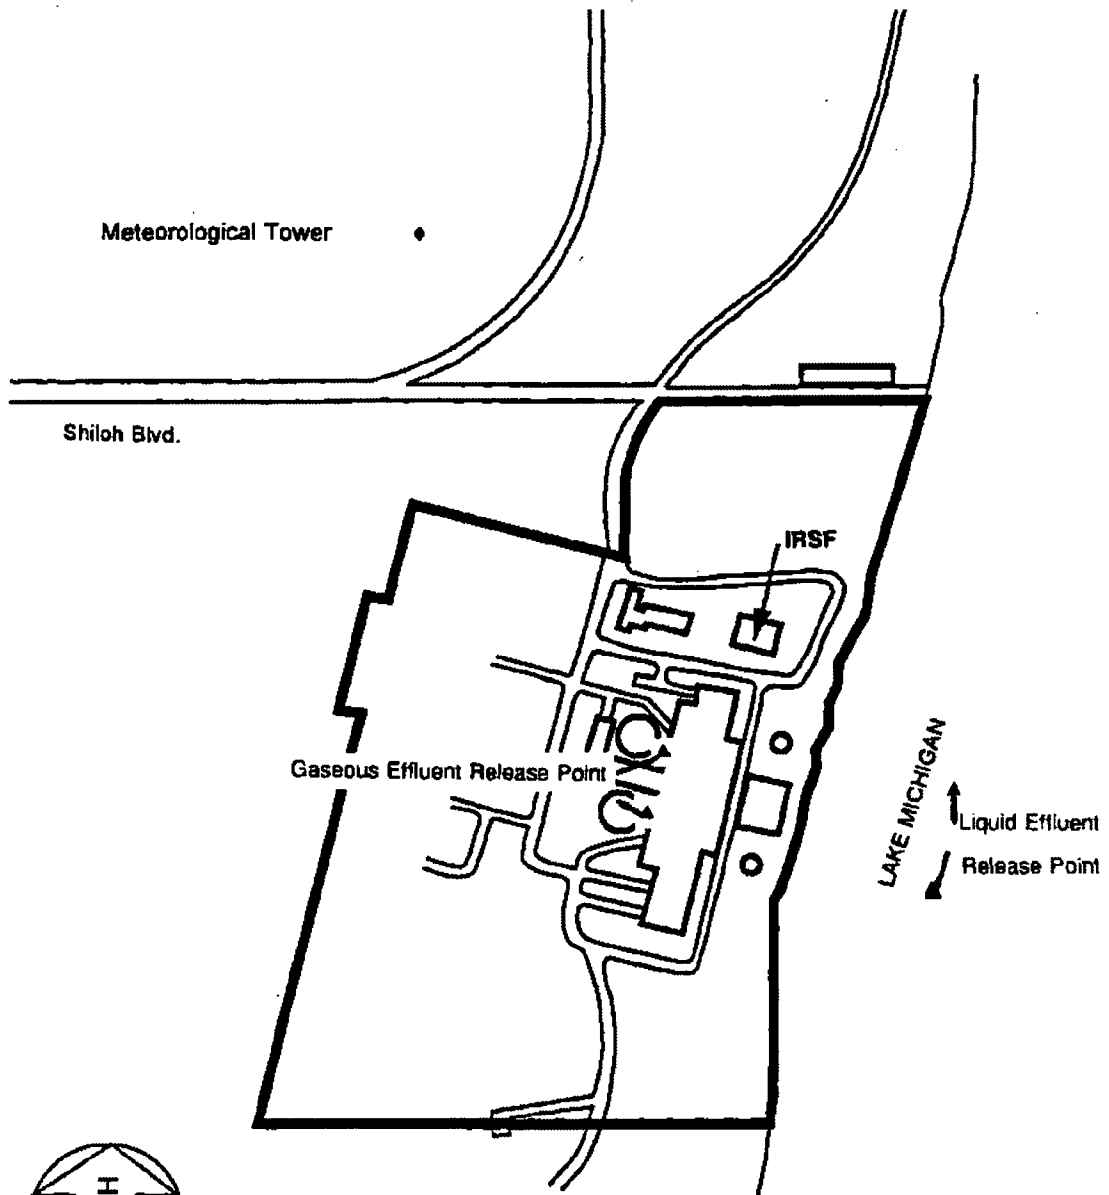 Meteorological Tower
Shiloh Blvd.
IRSF
Gaseous Effluent Release Point
LAKE MICHIGAN
Liquid Effluent
Release Point